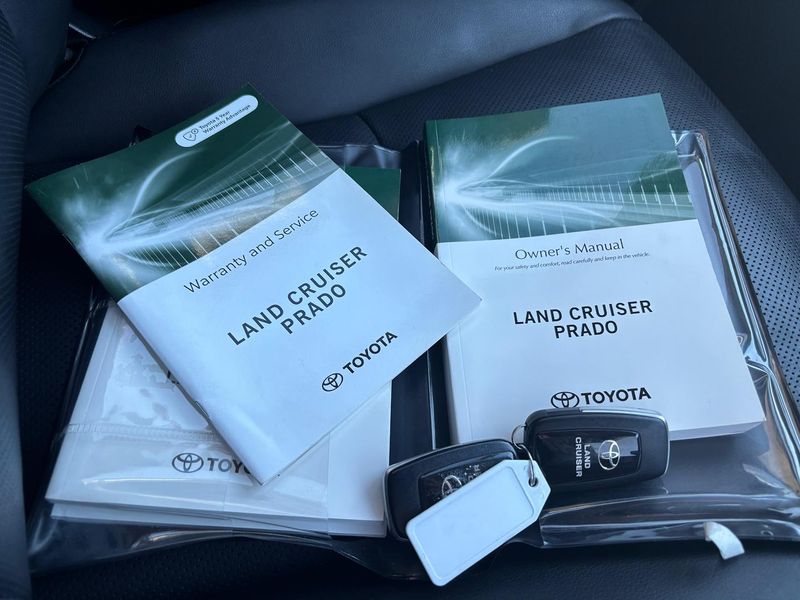 Toyota 5 Year
Warranty Advantage
Warranty and Service
LAND CRUISER
PRADO
TOYOTA
Owner's Manual
For your safety and comfort, read carefully and keep in the vehicle.
LAND CRUISER
PRADO
TOYOTA
TOYO
LAND
CRUISER